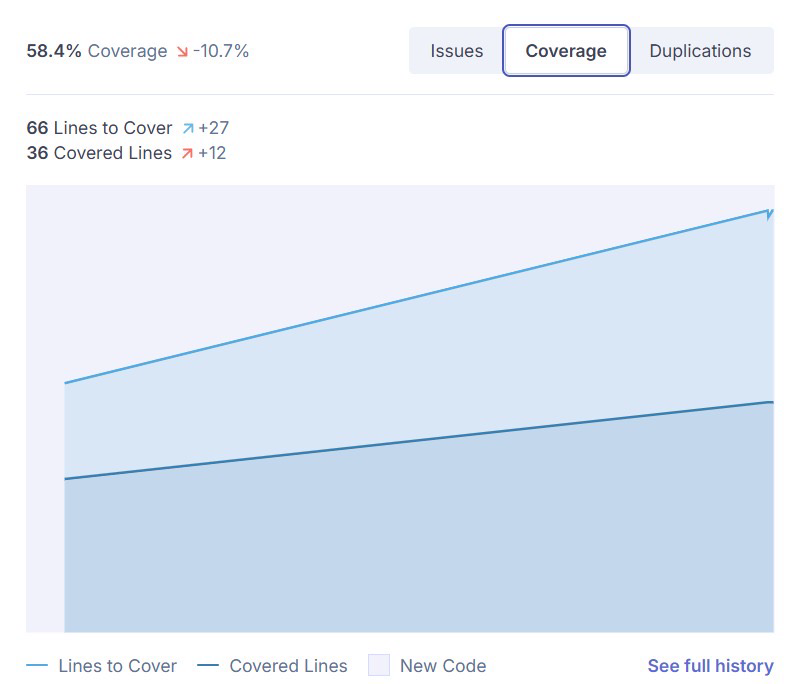 58.4% Coverage -10.7%
Issues
Coverage
Duplications
66 Lines to Cover +27
36 Covered Lines +12
Lines to Cover
Covered Lines
New Code
See full history